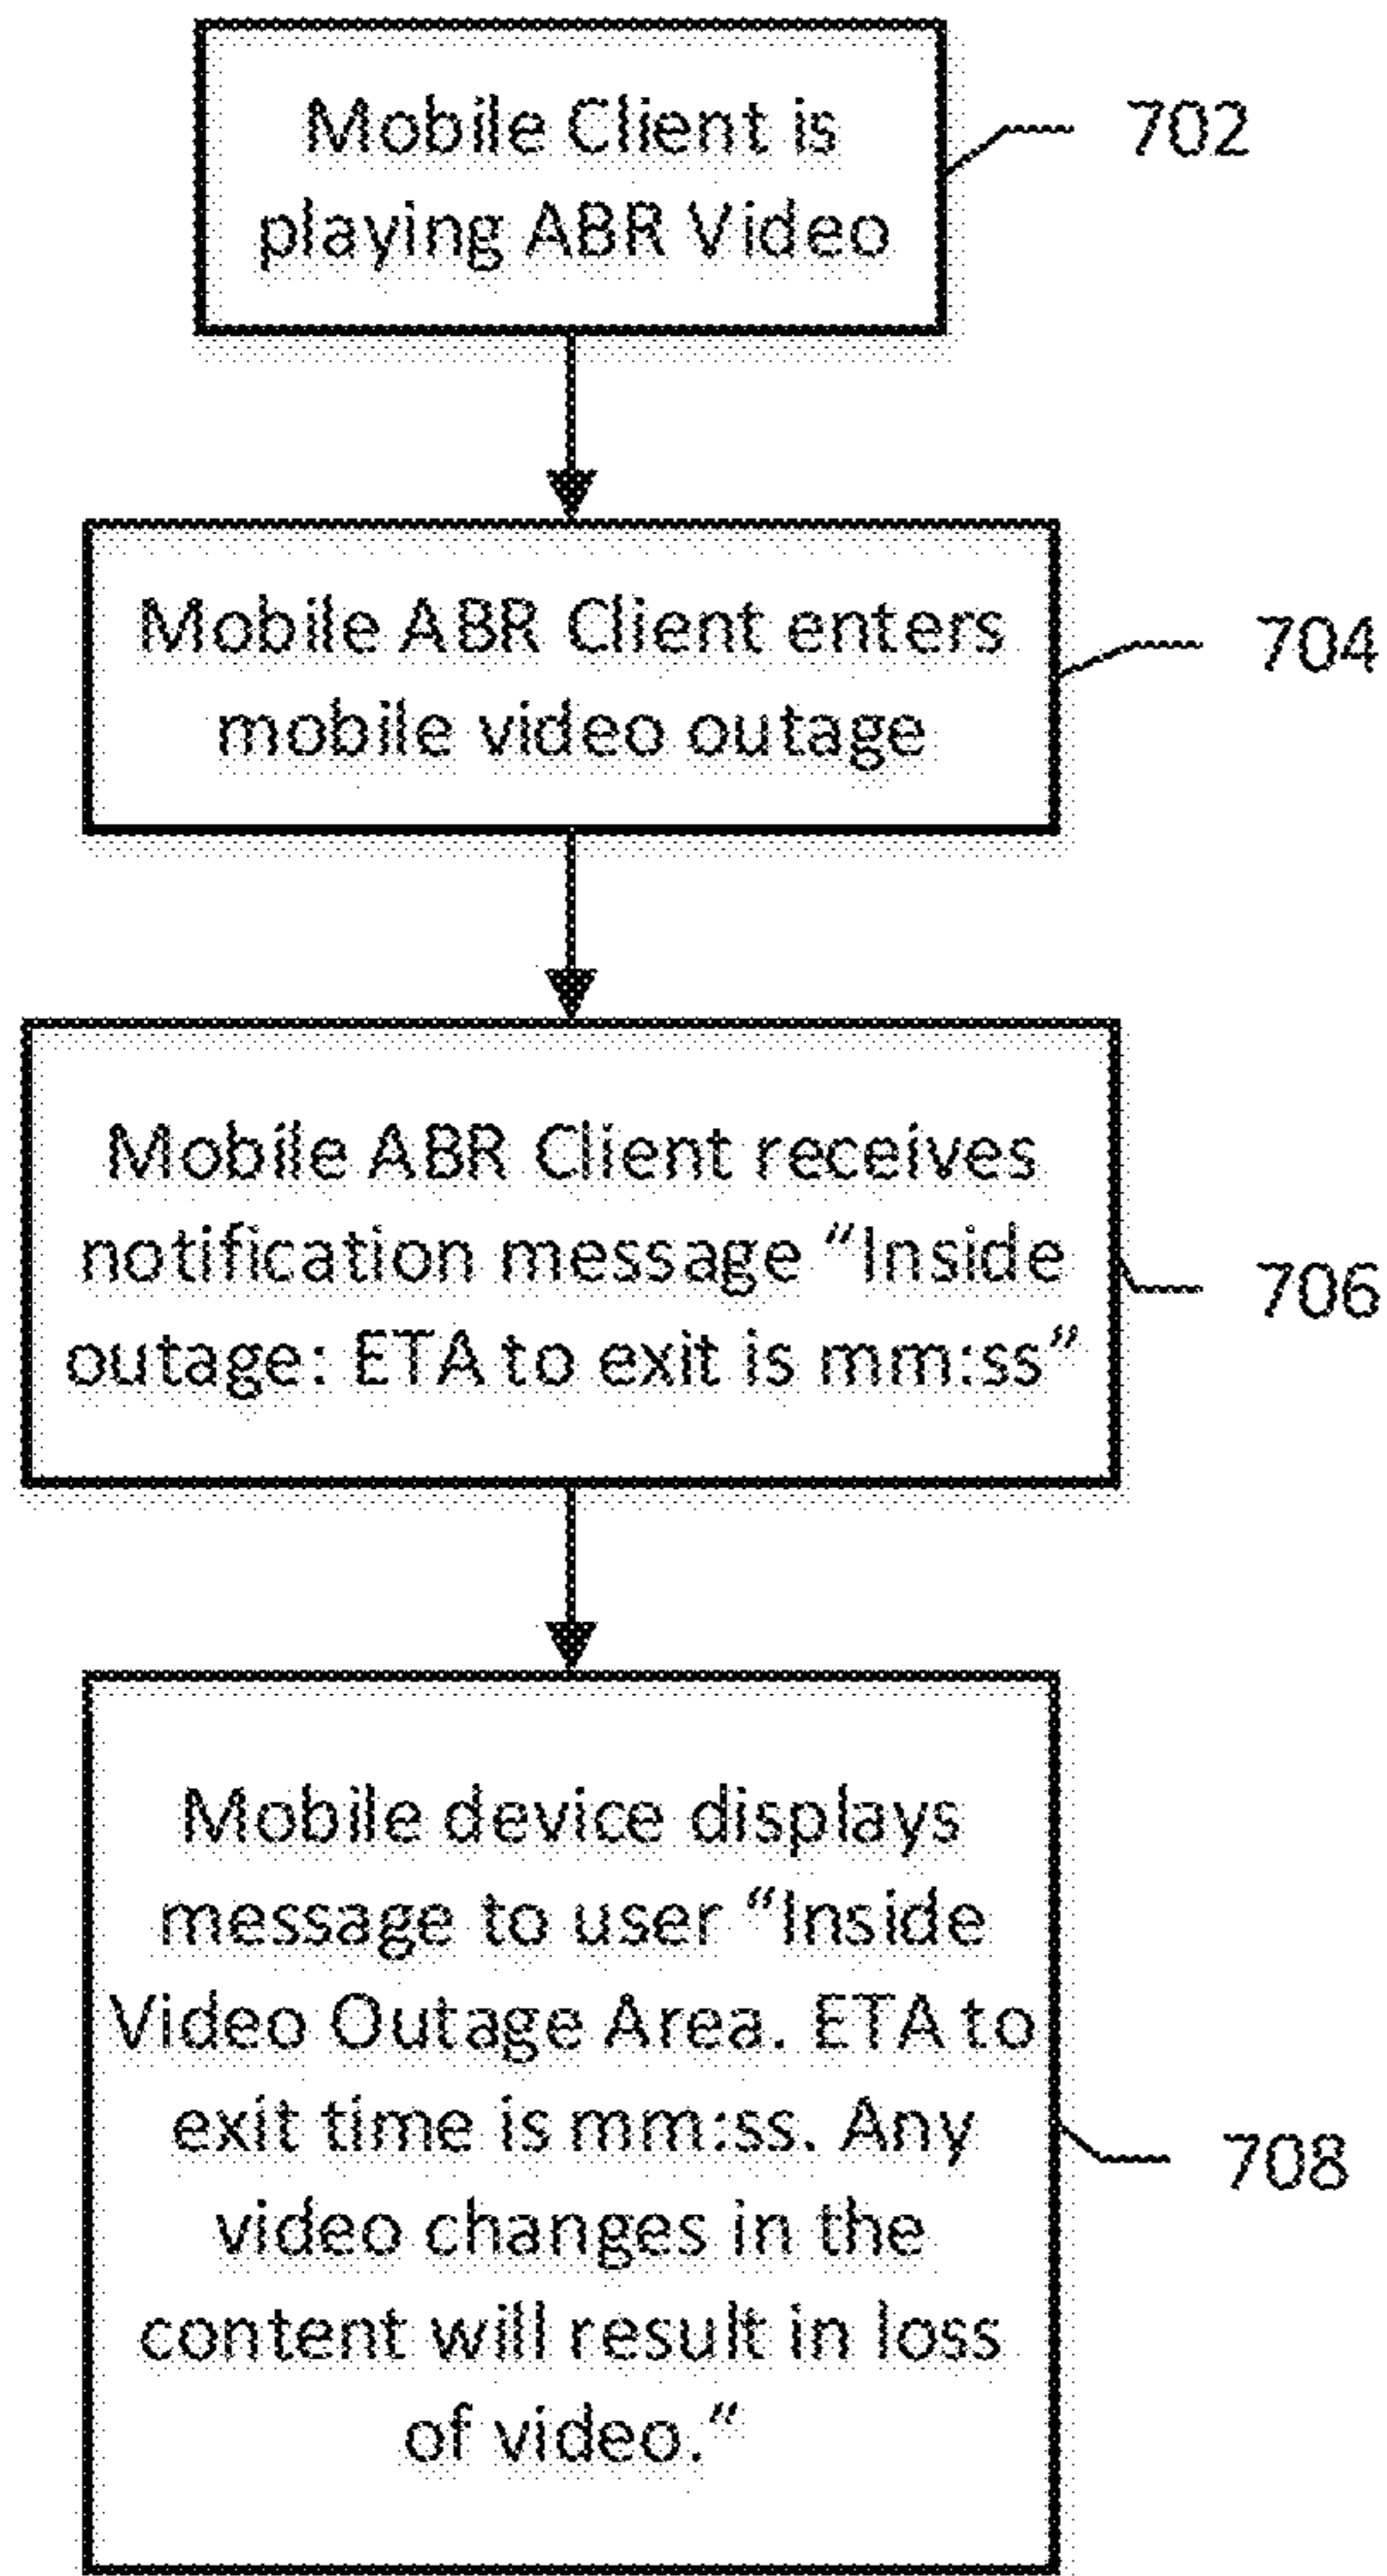 Mobile Client is
playing ABR Video
702
Mobile ABR Client enters
mobile video outage
704
Mobile ABR Client receives
notification message “Inside
outage: ETA to exit is mm:ss”
706
Mobile device displays
message to user “Inside
Video Outage Area. ETA to
exit time is mm:ss. Any
video changes in the
content will result in loss
of video.“
708